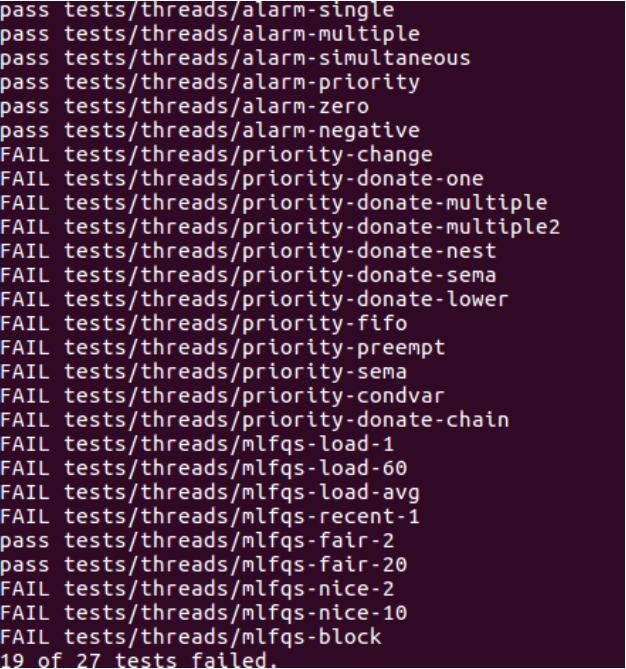 pass tests/threads/alarm-single
pass tests/threads/alarm-multiple
pass tests/threads/alarm-simultaneous
pass tests/threads/alarm-priority
pass tests/threads/alarm-zero
pass tests/threads/alarm-negative
FAIL tests/threads/priority-change
FAIL tests/threads/priority-donate-one
FAIL tests/threads/priority-donate-multiple
FAIL tests/threads/priority-donate-multiple2
FAIL tests/threads/priority-donate-nest
FAIL tests/threads/priority-donate-sema
FAIL tests/threads/priority-donate-lower
FAIL tests/threads/priority-fifo
FAIL tests/threads/priority-preempt
FAIL tests/threads/priority-sema
FAIL tests/threads/priority-condvar
FAIL tests/threads/priority-donate-chain
FAIL tests/threads/mlfqs-load-1
FAIL tests/threads/mlfqs-load-60
FAIL tests/threads/mlfqs-load-avg
FAIL tests/threads/mlfqs-recent-1
pass tests/threads/mlfqs-fair-2
pass tests/threads/mlfqs-fair-20
FAIL tests/threads/mlfqs-nice-2
FAIL tests/threads/mlfqs-nice-10
FAIL tests/threads/mlfqs-block
19 of 27 tests failed.